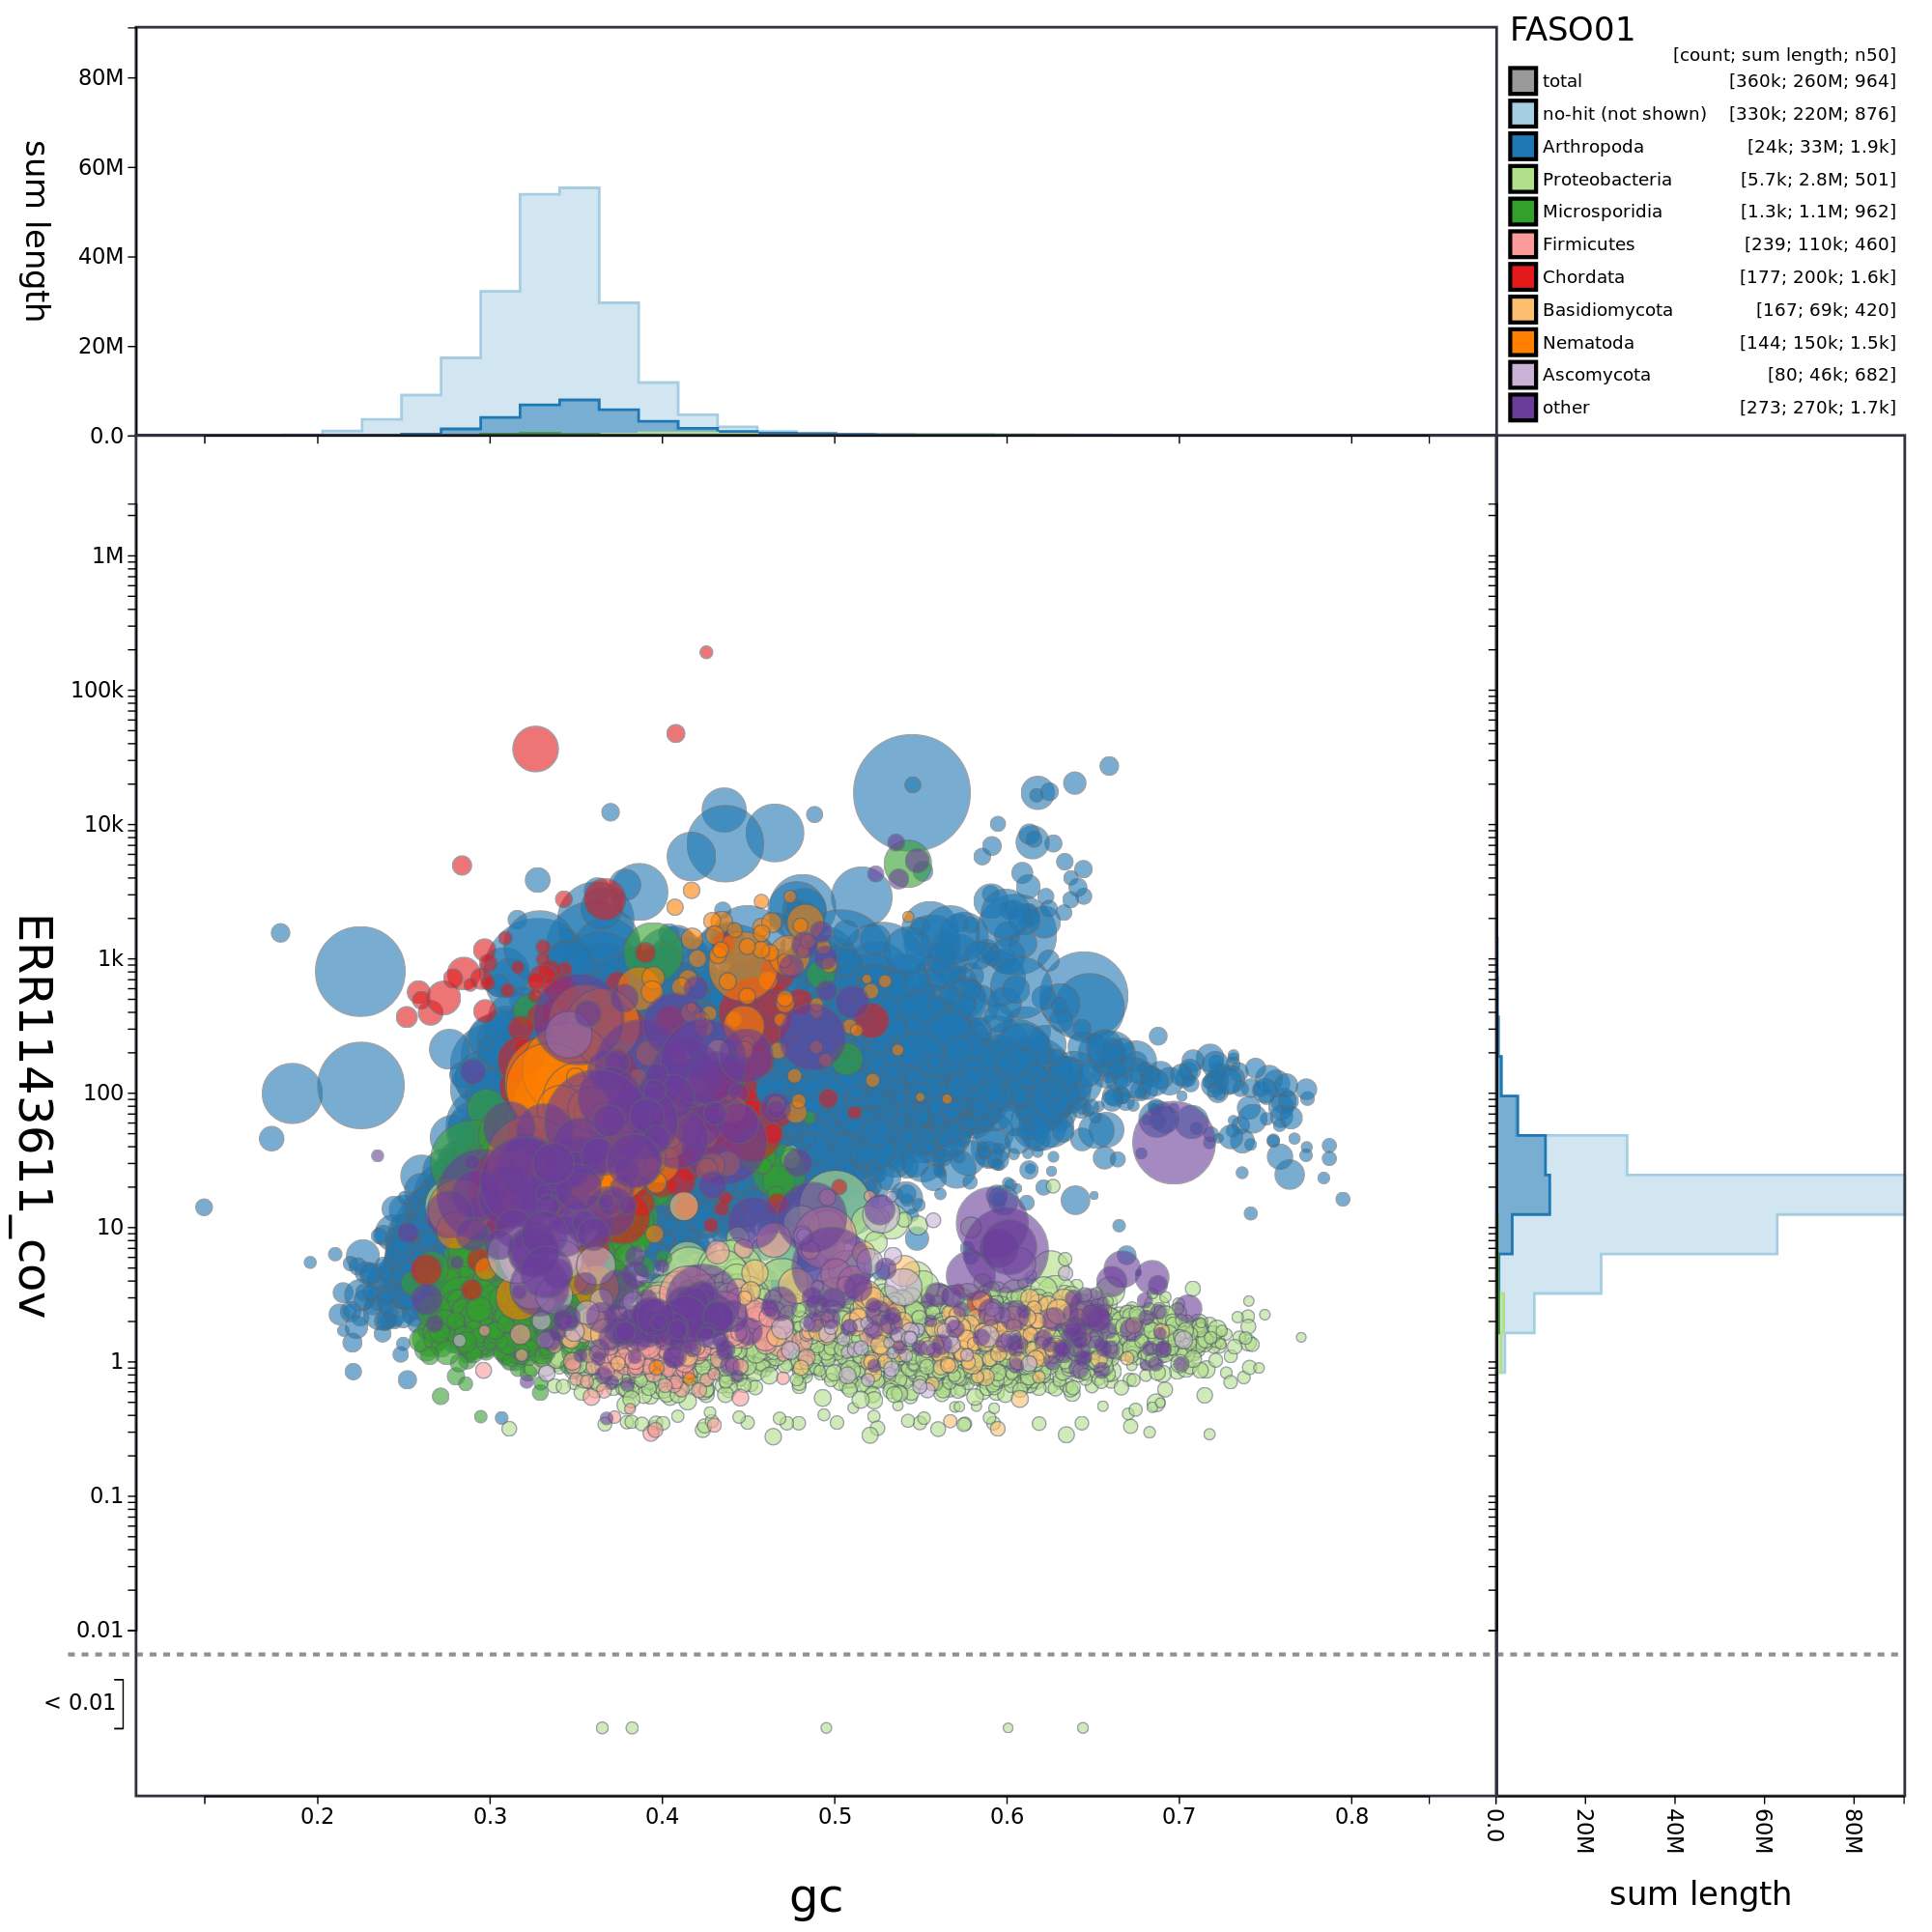 FASO01
[count; sum length; n50]
total [360k; 260M; 964]
no-hit (not shown) [330k; 220M; 876]
Arthropoda [24k; 33M; 1.9k]
Proteobacteria [5.7k; 2.8M; 501]
Microsporidia [1.3k; 1.1M; 962]
Firmicutes [239; 110k; 460]
Chordata [177; 200k; 1.6k]
Basidiomycota [167; 69k; 420]
Nematoda [144; 150k; 1.5k]
Ascomycota [80; 46k; 682]
other [273; 270k; 1.7k]
sum length
80M
60M
40M
20M
0.0
ERR1143611_cov
1M
100k
10k
1k
100
10
1
0.1
0.01
< 0.01
0.2 0.3 0.4 0.5 0.6 0.7 0.8
gc
0.0 20M 40M 60M 80M
sum length